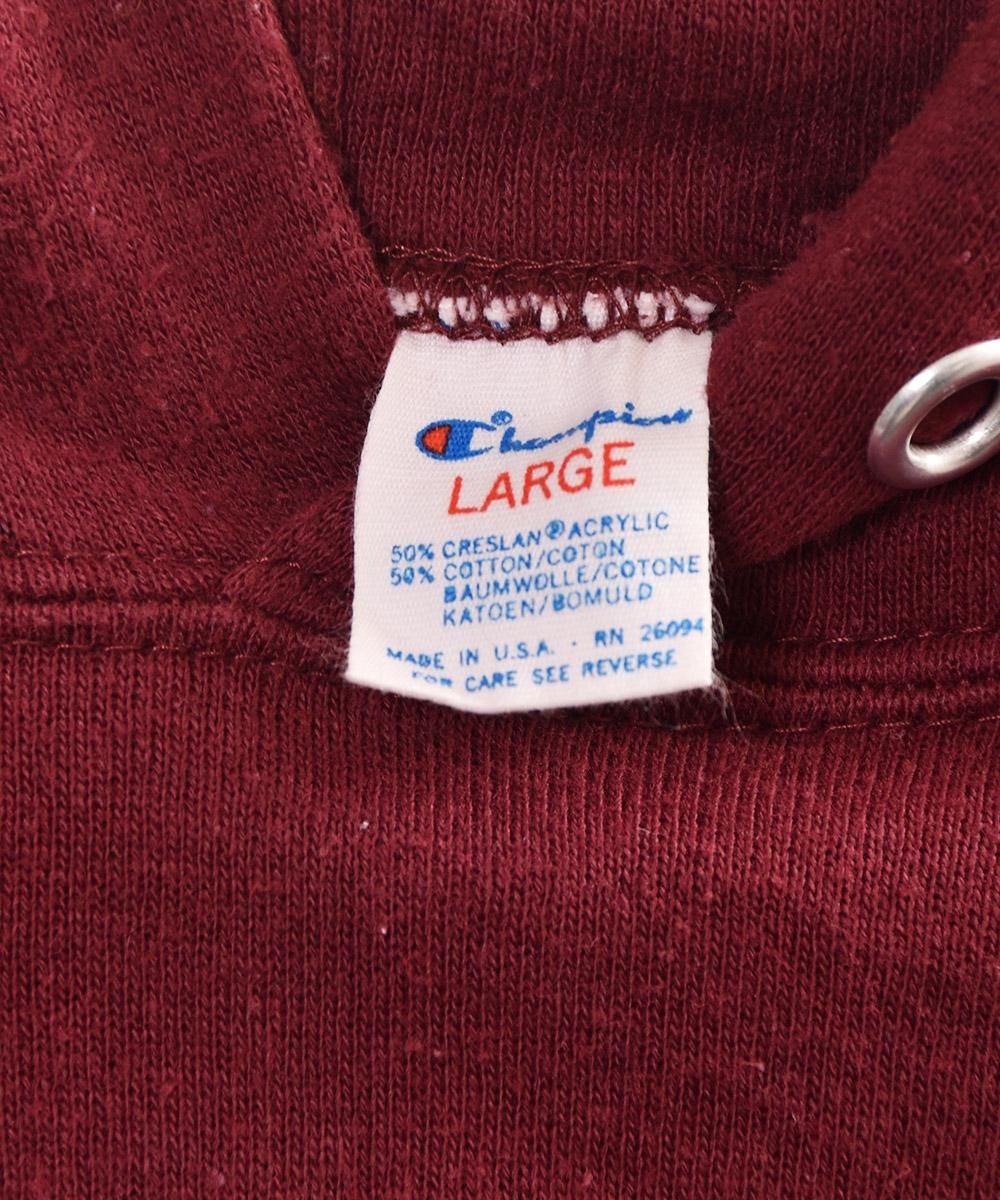 Champion®
LARGE
50% CRESLAN® ACRYLIC
50% COTTON/COTON
BAUMWOLLE/COTONE
KATOEN/BOMULD
MADE IN U.S.A. · RN 26094
FOR CARE SEE REVERSE